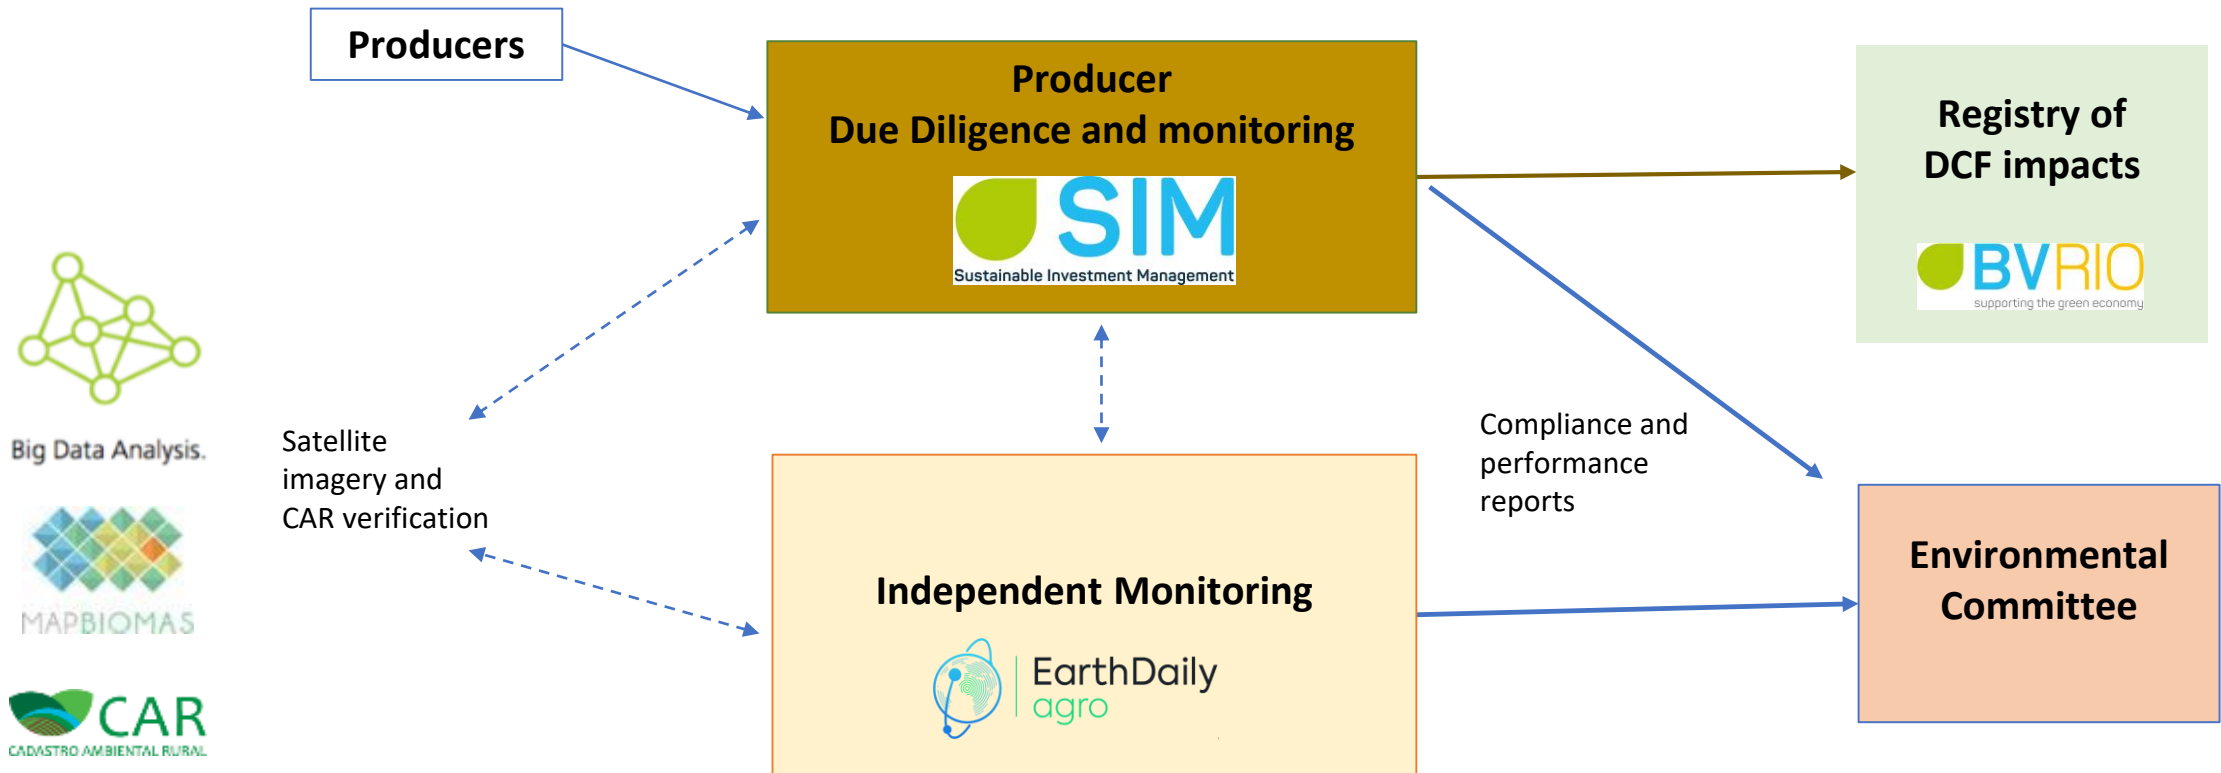 Producers
Producer
Due Diligence and monitoring
SIM
Sustainable Investment Management
Registry of
DCF impacts
BVRIO
supporting the green economy
Big Data Analysis.
MAPBIOMAS
CAR
CADASTRO AMBIENTAL RURAL
Satellite
imagery and
CAR verification
Compliance and
performance
reports
Independent Monitoring
EarthDaily
agro
Environmental
Committee